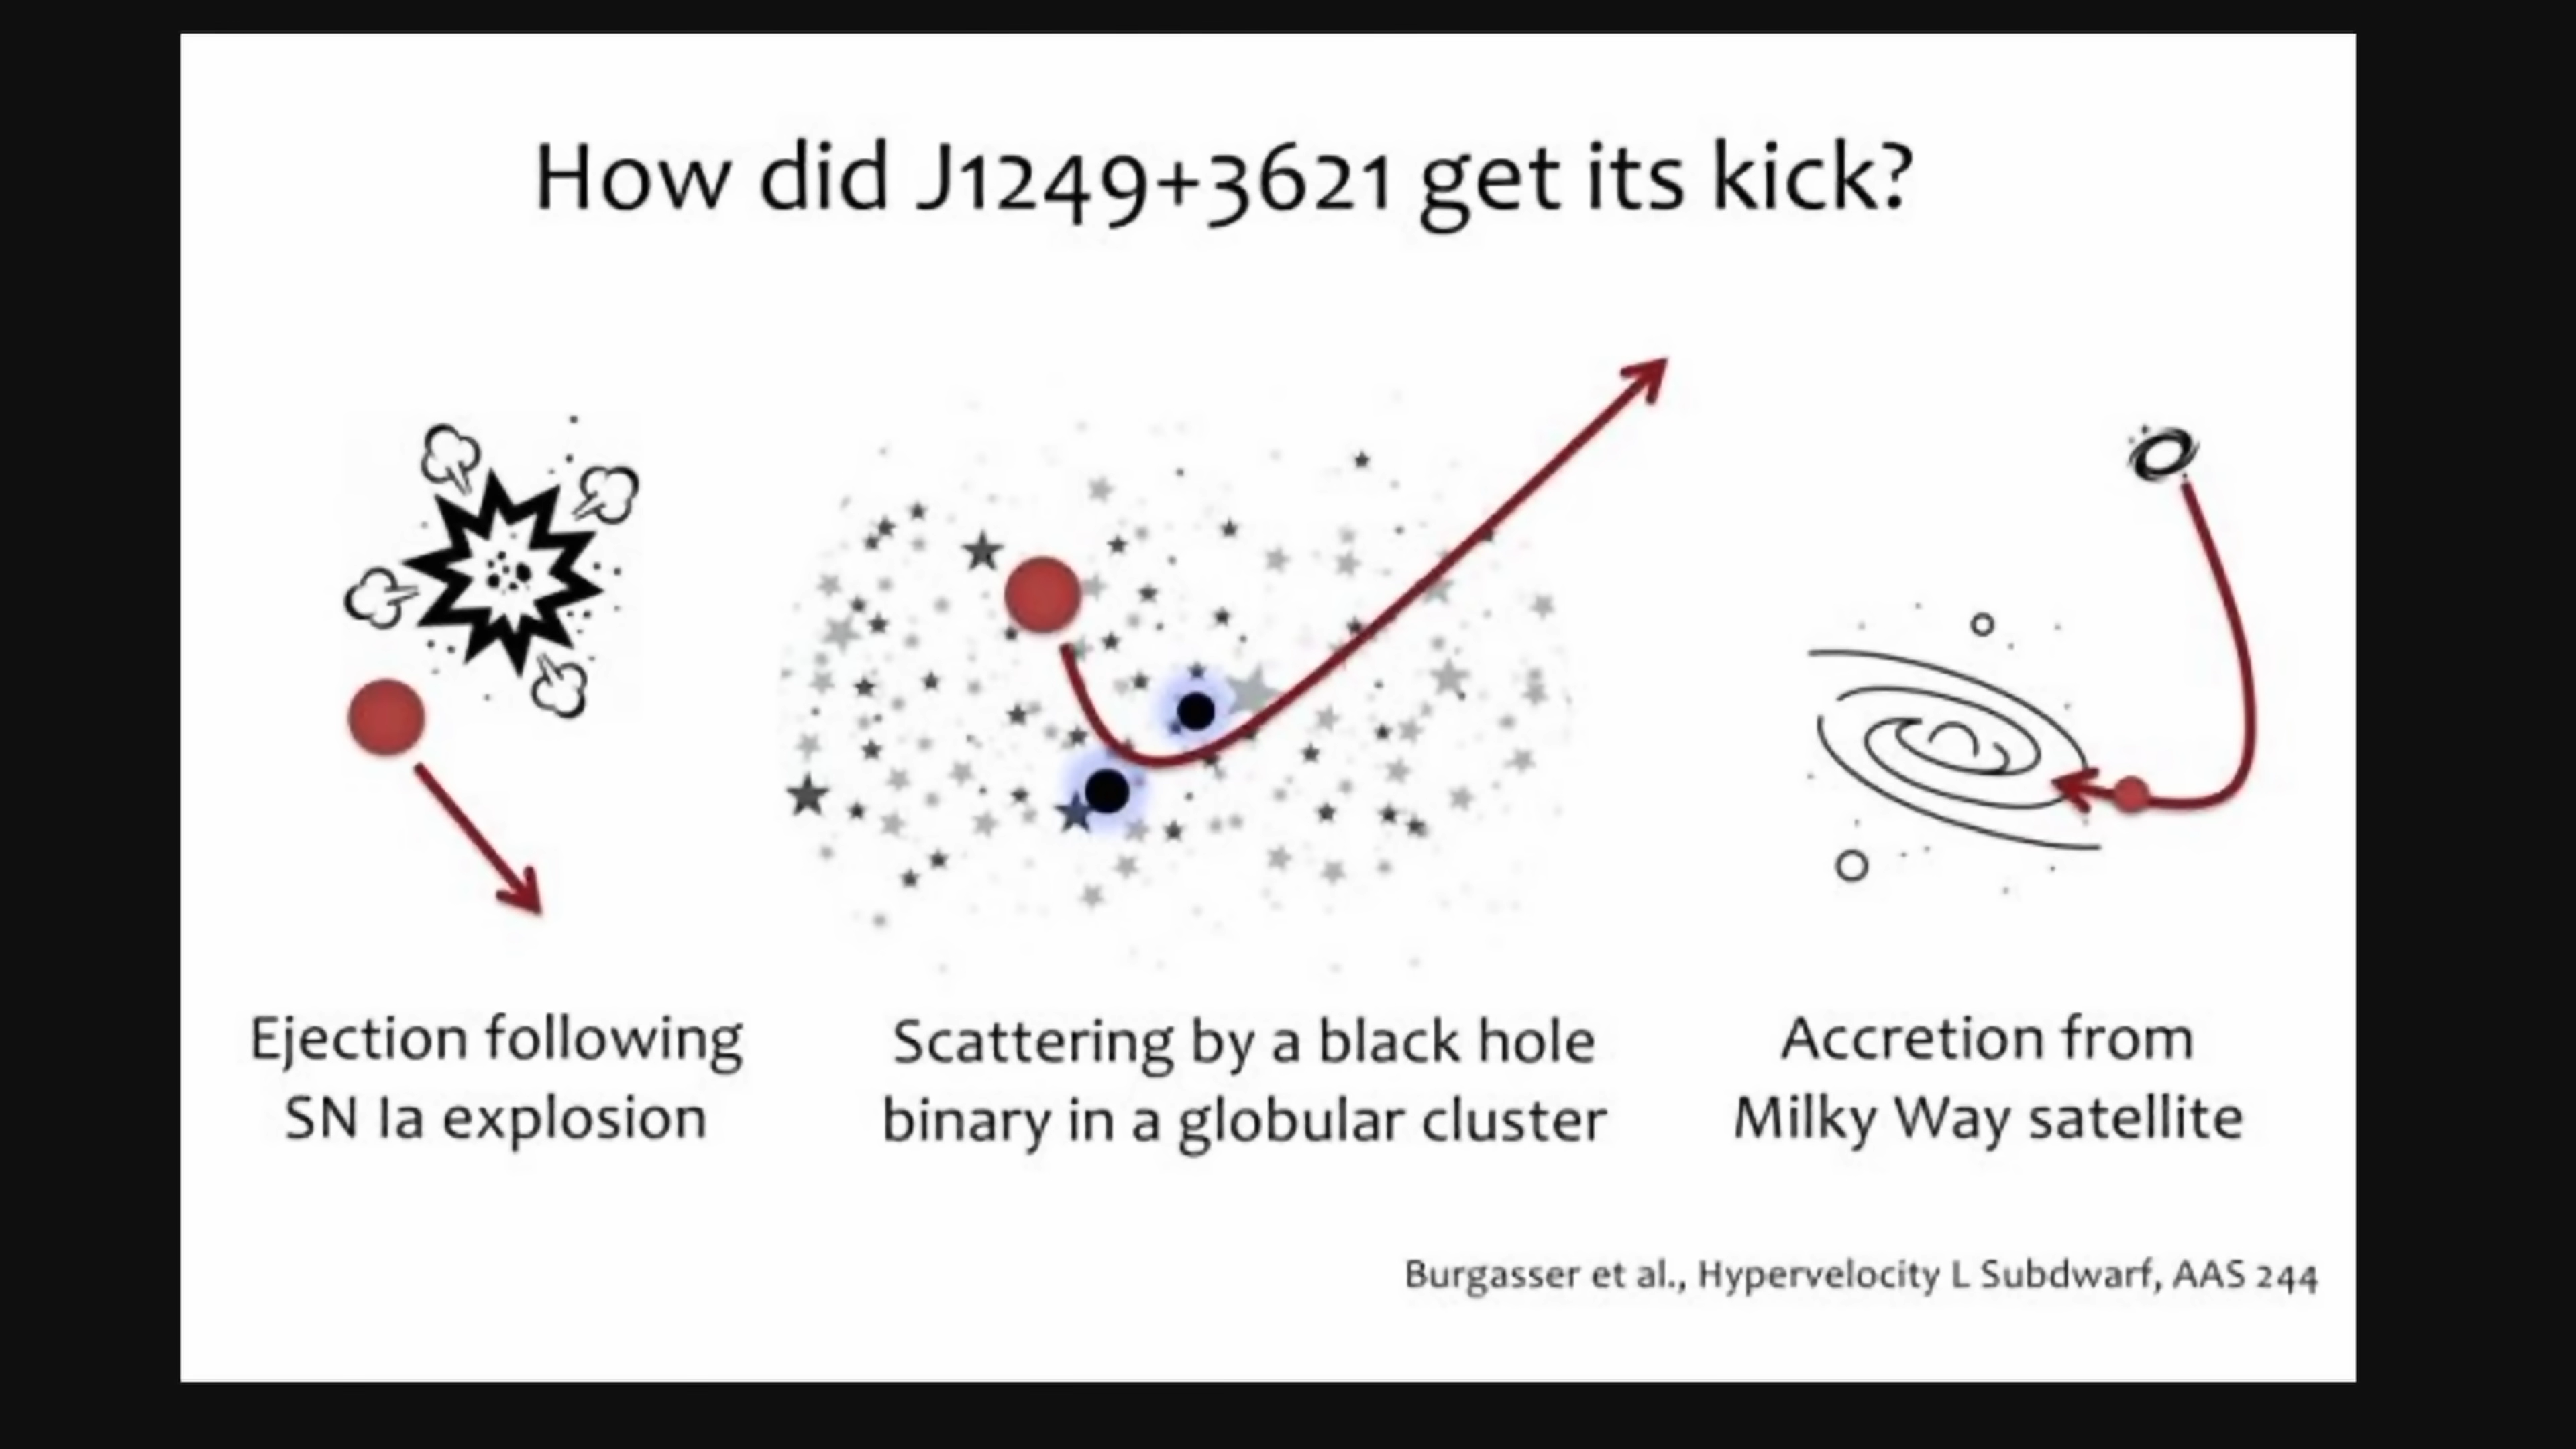 How did J1249+3621 get its kick?
Ejection following
SN Ia explosion
Scattering by a black hole
binary in a globular cluster
Accretion from
Milky Way satellite
Burgasser et al., Hypervelocity L Subdwarf, AAS 244